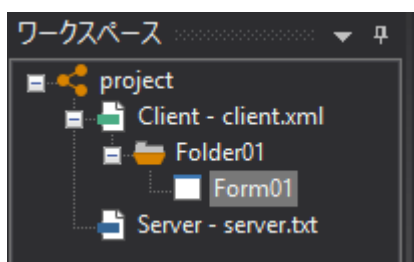 ワークスペース
project
Client - client.xml
Folder01
Form01
Server - server.txt